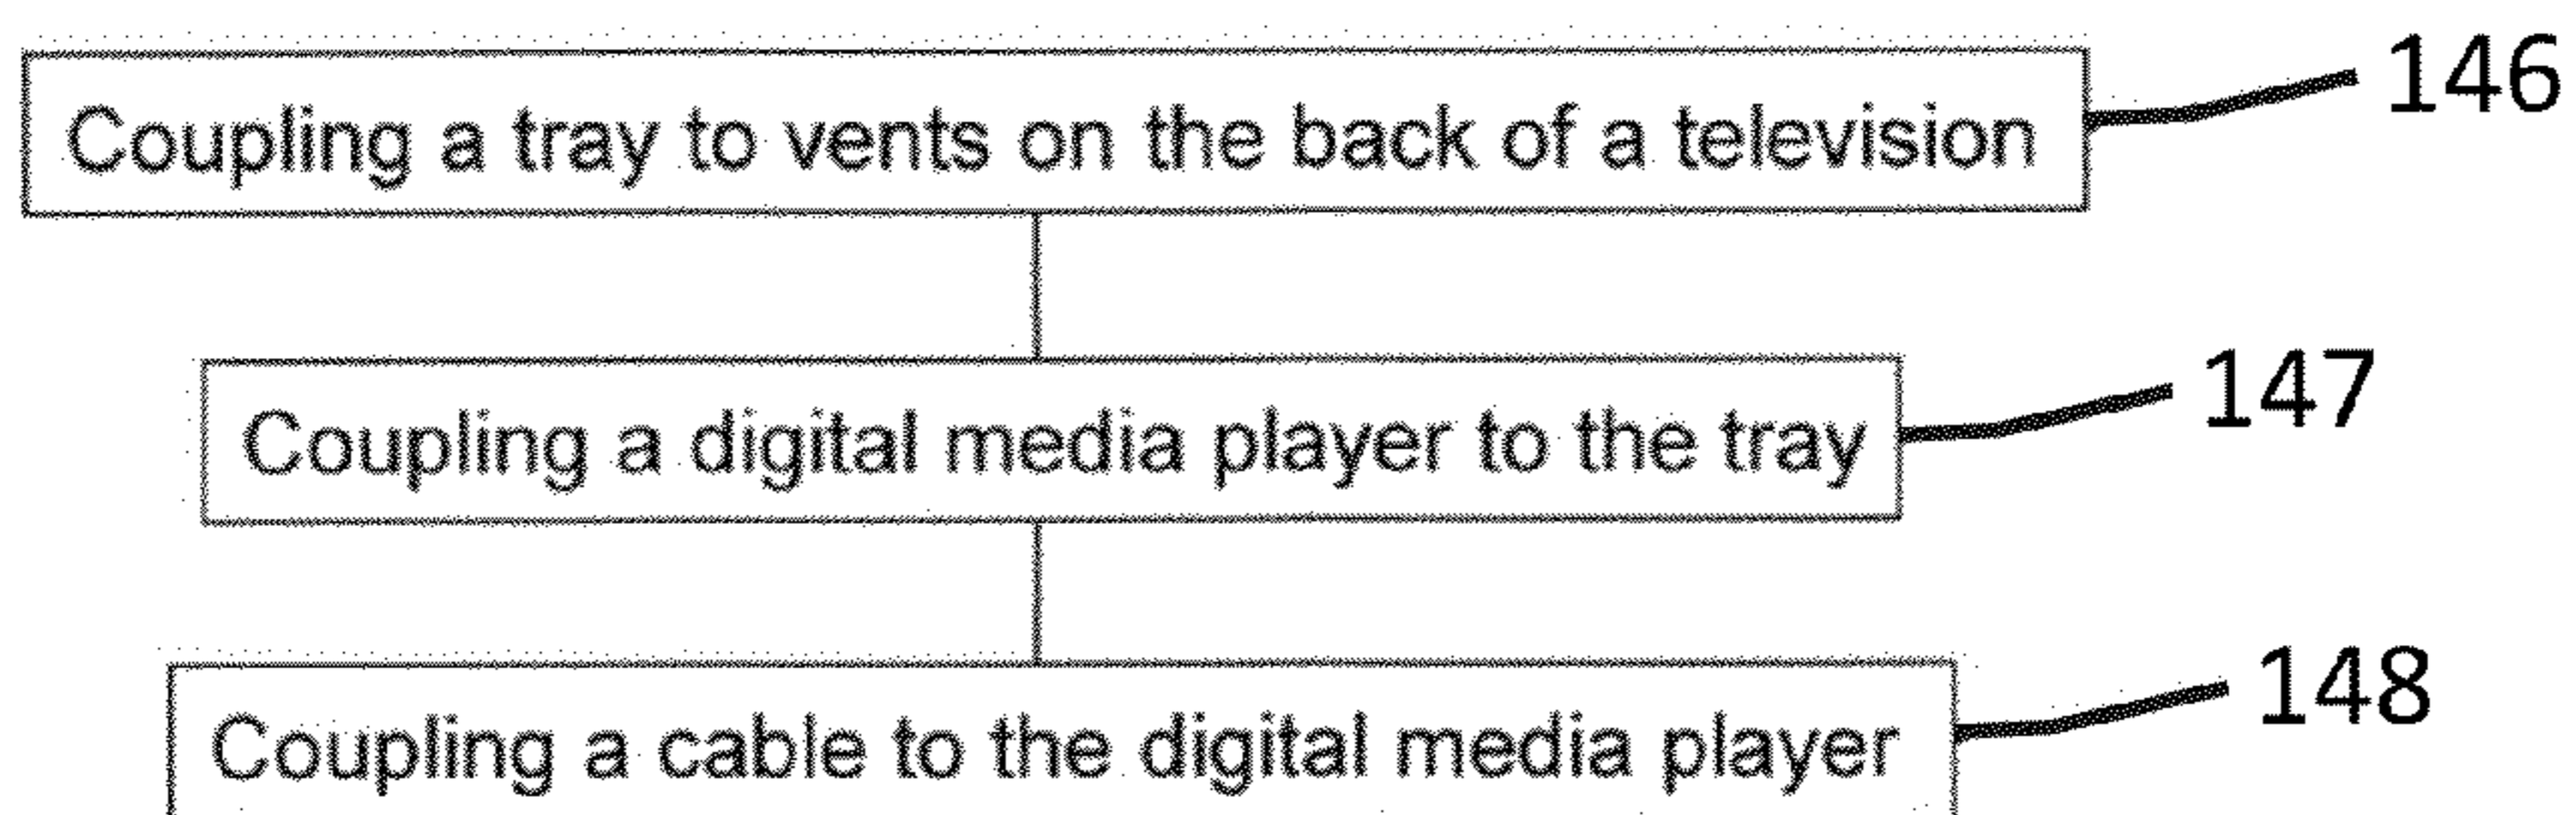 Coupling a tray to vents on the back of a television 146
Coupling a digital media player to the tray 147
Coupling a cable to the digital media player 148